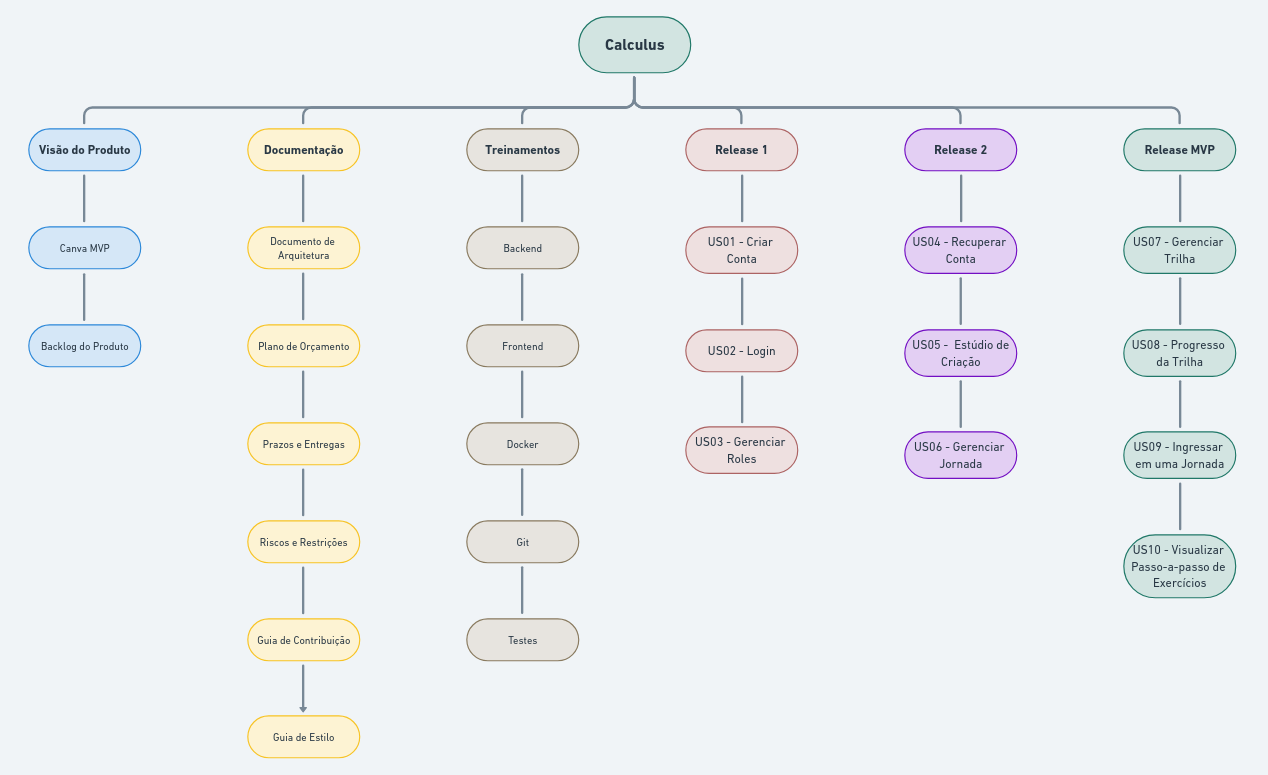 Calculus
Visão do Produto
Canva MVP
Backlog do Produto
Documentação
Documento de
Arquitetura
Plano de Orçamento
Prazos e Entregas
Riscos e Restrições
Guia de Contribuição
Guia de Estilo
Treinamentos
Backend
Frontend
Docker
Git
Testes
Release 1
US01 - Criar
Conta
US02 - Login
US03 - Gerenciar
Roles
Release 2
US04 - Recuperar
Conta
US05 -  Estúdio de
Criação
US06 - Gerenciar
Jornada
Release MVP
US07 - Gerenciar
Trilha
US08 - Progresso
da Trilha
US09 - Ingressar
em uma Jornada
US10 - Visualizar
Passo-a-passo de
Exercícios